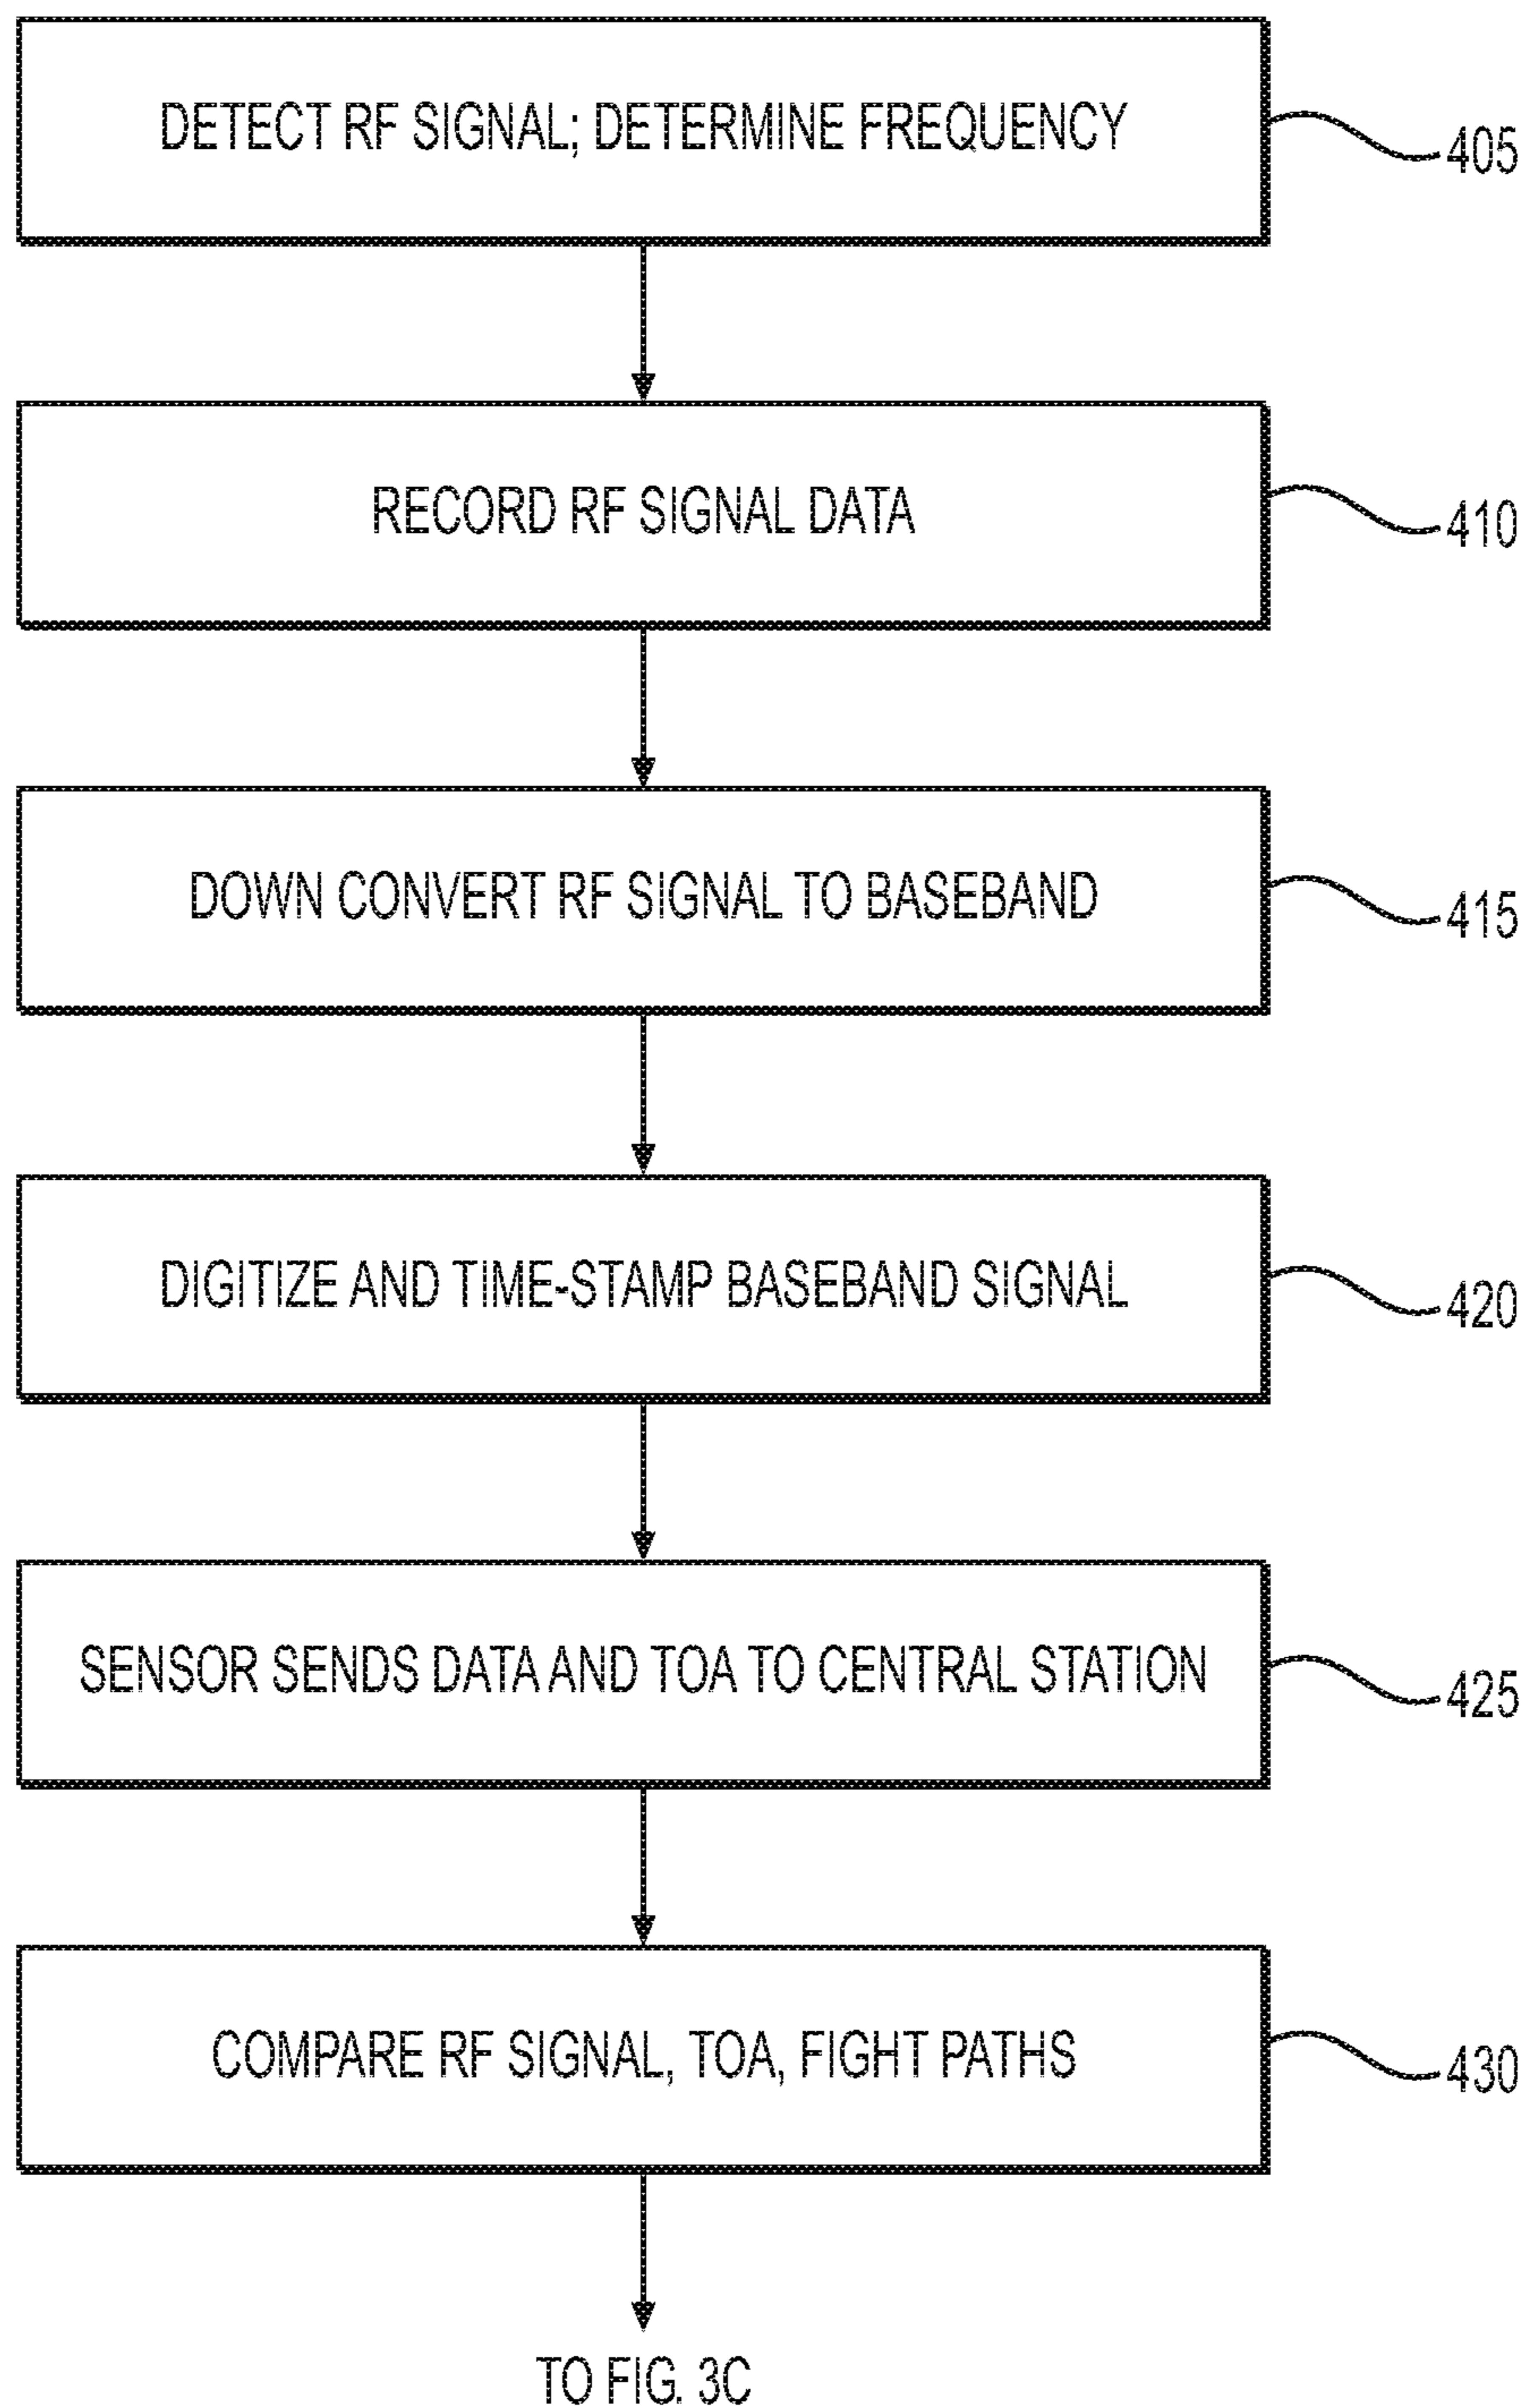 DETECT RF SIGNAL; DETERMINE FREQUENCY
405
RECORD RF SIGNAL DATA
410
DOWN CONVERT RF SIGNAL TO BASEBAND
415
DIGITIZE AND TIME-STAMP BASEBAND SIGNAL
420
SENSOR SENDS DATA AND TOA TO CENTRAL STATION
425
COMPARE RF SIGNAL, TOA, FIGHT PATHS
430
TO FIG. 3C